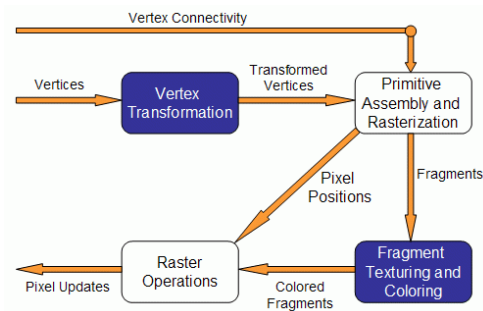 Vertex Connectivity
Vertices
Vertex
Transformation
Transformed
Vertices
Primitive
Assembly and
Rasterization
Pixel
Positions
Fragments
Raster
Operations
Fragment
Texturing and
Coloring
Pixel Updates
Colored
Fragments